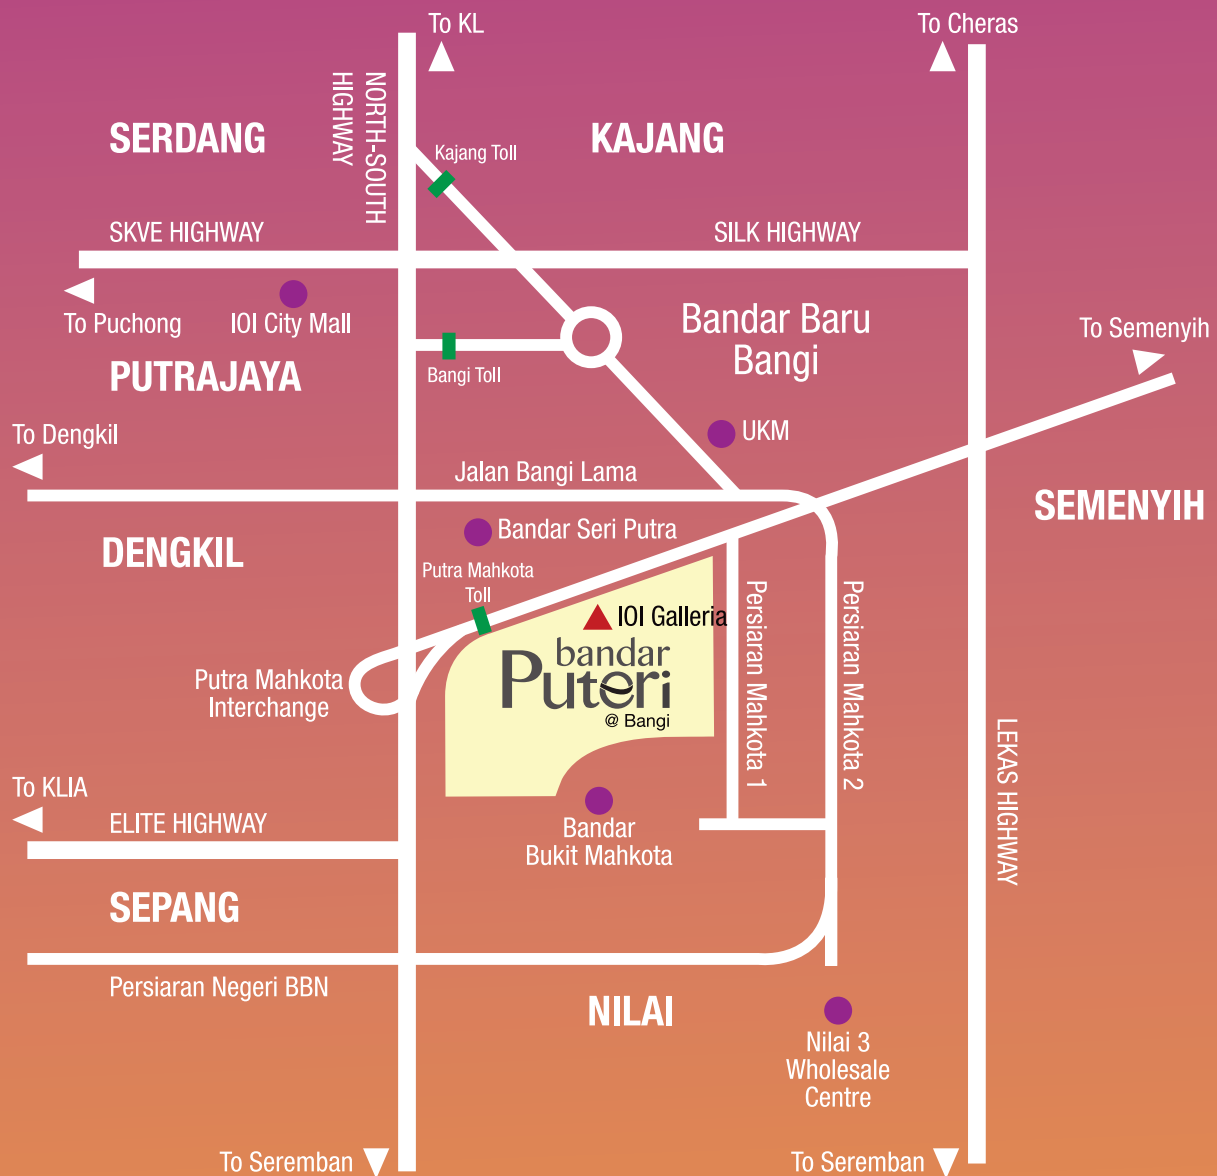 To KL
To Cheras
NORTH-SOUTH
HIGHWAY
SERDANG
KAJANG
Kajang Toll
SKVE HIGHWAY
SILK HIGHWAY
To Puchong
IOI City Mall
Bandar Baru
Bangi
To Semenyih
PUTRAJAYA
Bangi Toll
To Dengkil
UKM
Jalan Bangi Lama
SEMENYIH
DENGKIL
Bandar Seri Putra
Putra Mahkota
Toll
IOI Galleria
bandar
Puteri
@ Bangi
Persiaran Mahkota 1
Persiaran Mahkota 2
Putra Mahkota
Interchange
LEKAS HIGHWAY
To KLIA
ELITE HIGHWAY
Bandar
Bukit Mahkota
SEPANG
Persiaran Negeri BBN
NILAI
Nilai 3
Wholesale
Centre
To Seremban
To Seremban